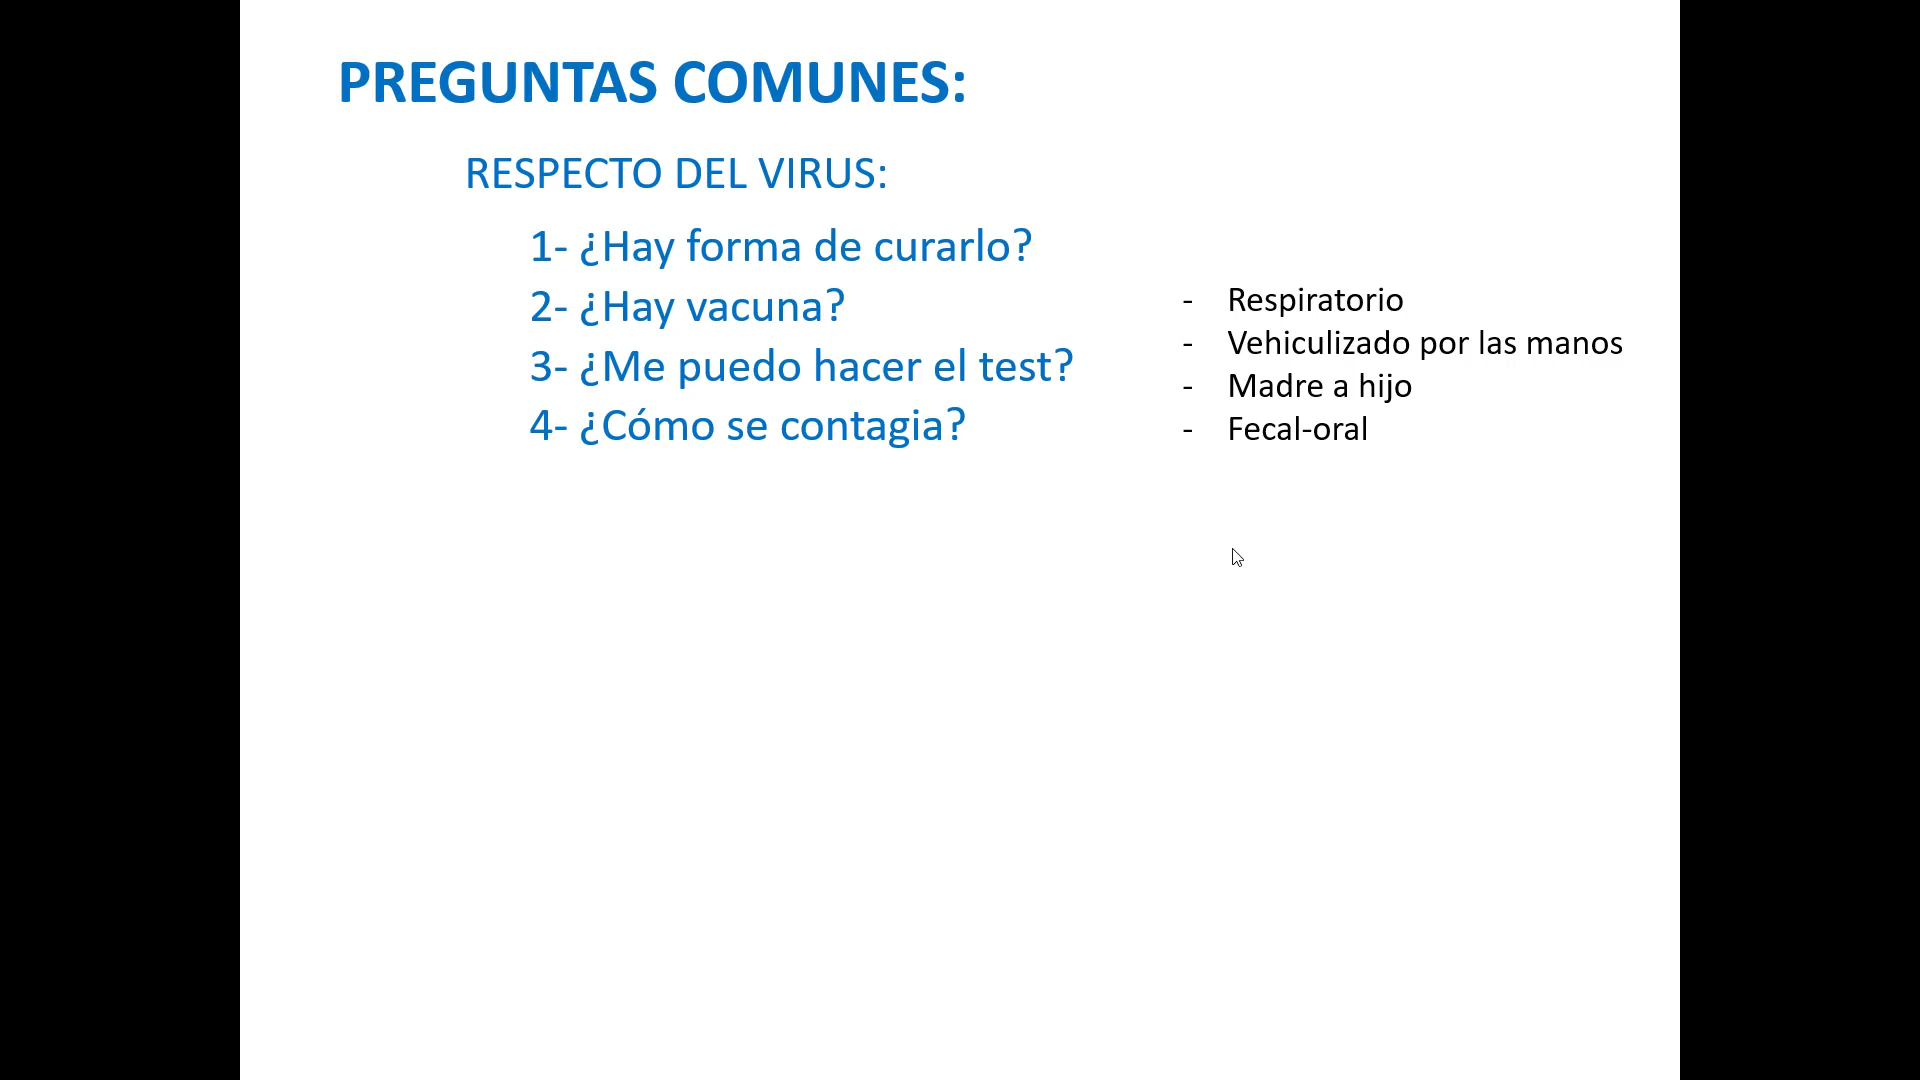 PREGUNTAS COMUNES:
RESPECTO DEL VIRUS:
1- ¿Hay forma de curarlo?
2- ¿Hay vacuna?
3- ¿Me puedo hacer el test?
4- ¿Cómo se contagia?
- Respiratorio
- Vehiculizado por las manos
- Madre a hijo
- Fecal-oral